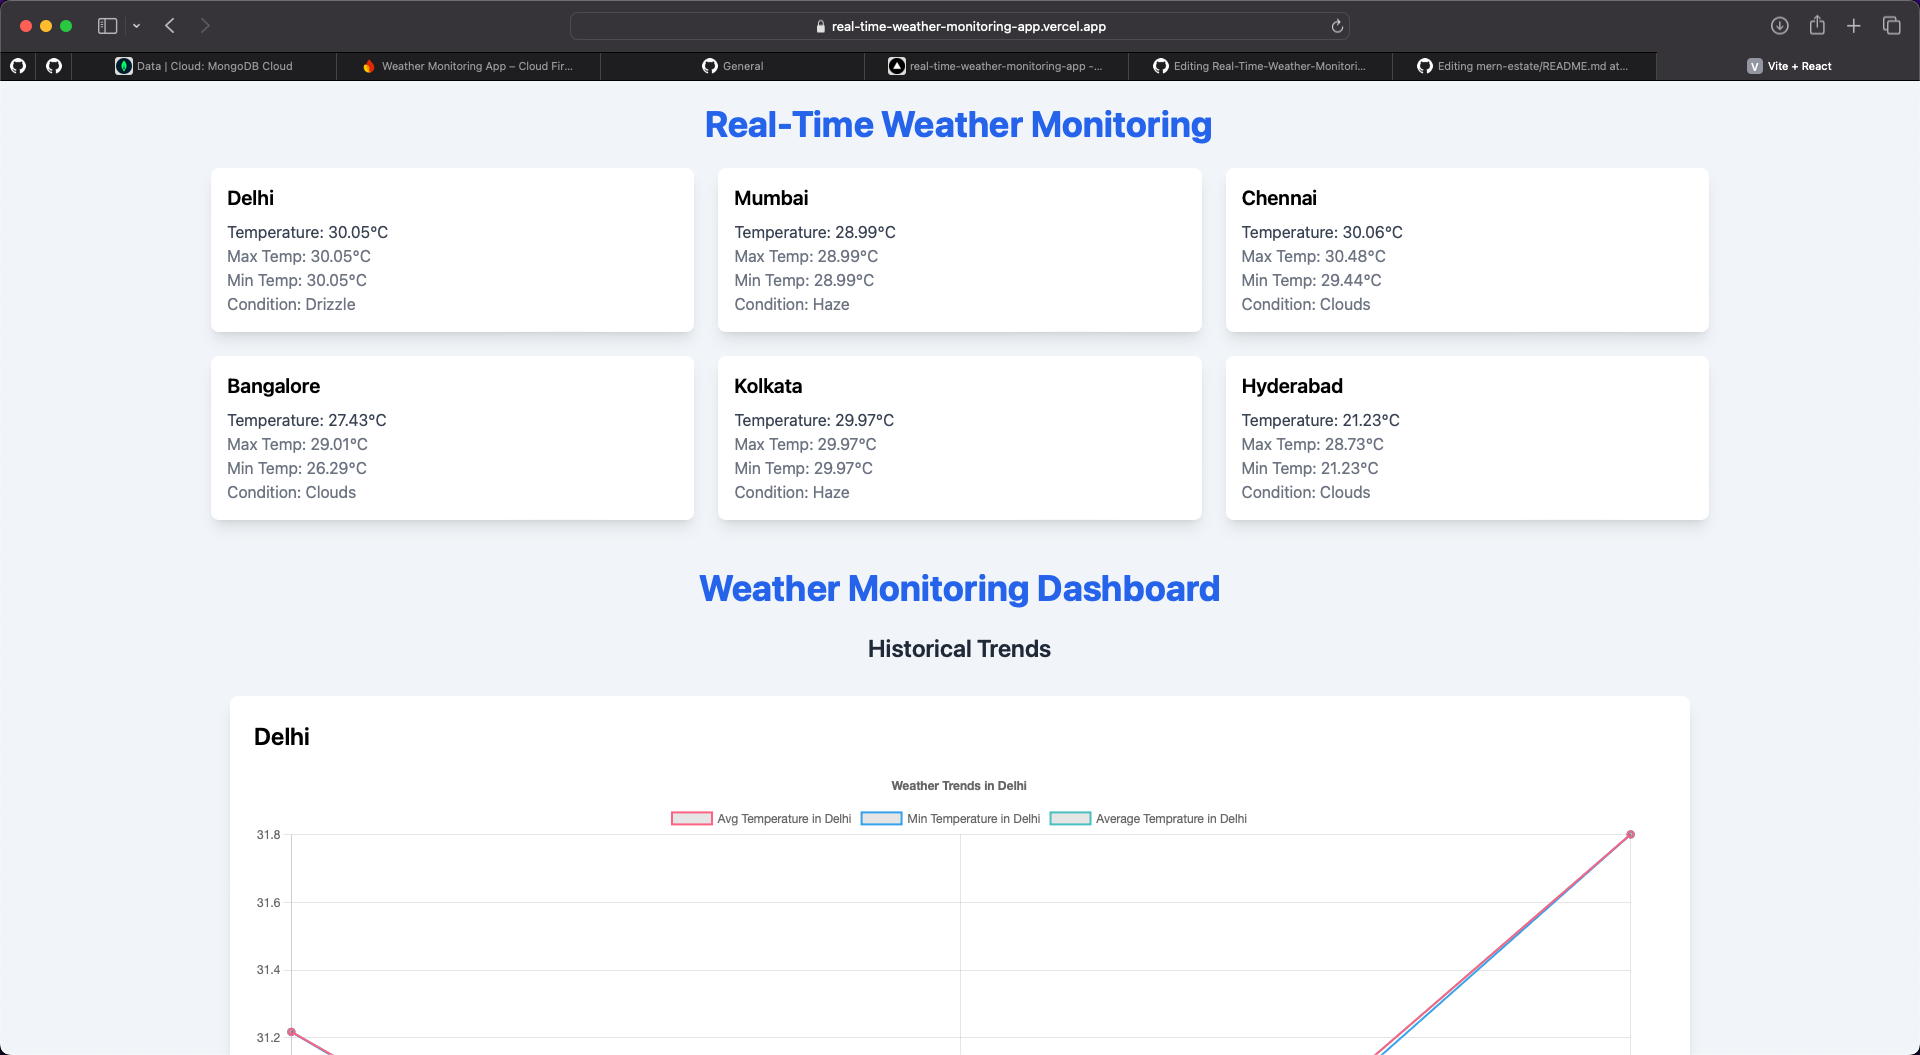 real-time-weather-monitoring-app.vercel.app
Data | Cloud: MongoDB Cloud
Weather Monitoring App – Cloud Fir...
General
real-time-weather-monitoring-app -...
Editing Real-Time-Weather-Monitori...
Editing mern-estate/README.md at...
V Vite + React
Real-Time Weather Monitoring
Delhi
Temperature: 30.05°C
Max Temp: 30.05°C
Min Temp: 30.05°C
Condition: Drizzle
Mumbai
Temperature: 28.99°C
Max Temp: 28.99°C
Min Temp: 28.99°C
Condition: Haze
Chennai
Temperature: 30.06°C
Max Temp: 30.48°C
Min Temp: 29.44°C
Condition: Clouds
Bangalore
Temperature: 27.43°C
Max Temp: 29.01°C
Min Temp: 26.29°C
Condition: Clouds
Kolkata
Temperature: 29.97°C
Max Temp: 29.97°C
Min Temp: 29.97°C
Condition: Haze
Hyderabad
Temperature: 21.23°C
Max Temp: 28.73°C
Min Temp: 21.23°C
Condition: Clouds
Weather Monitoring Dashboard
Historical Trends
Delhi
Weather Trends in Delhi
Avg Temperature in Delhi
Min Temperature in Delhi
Average Temprature in Delhi
31.8
31.6
31.4
31.2